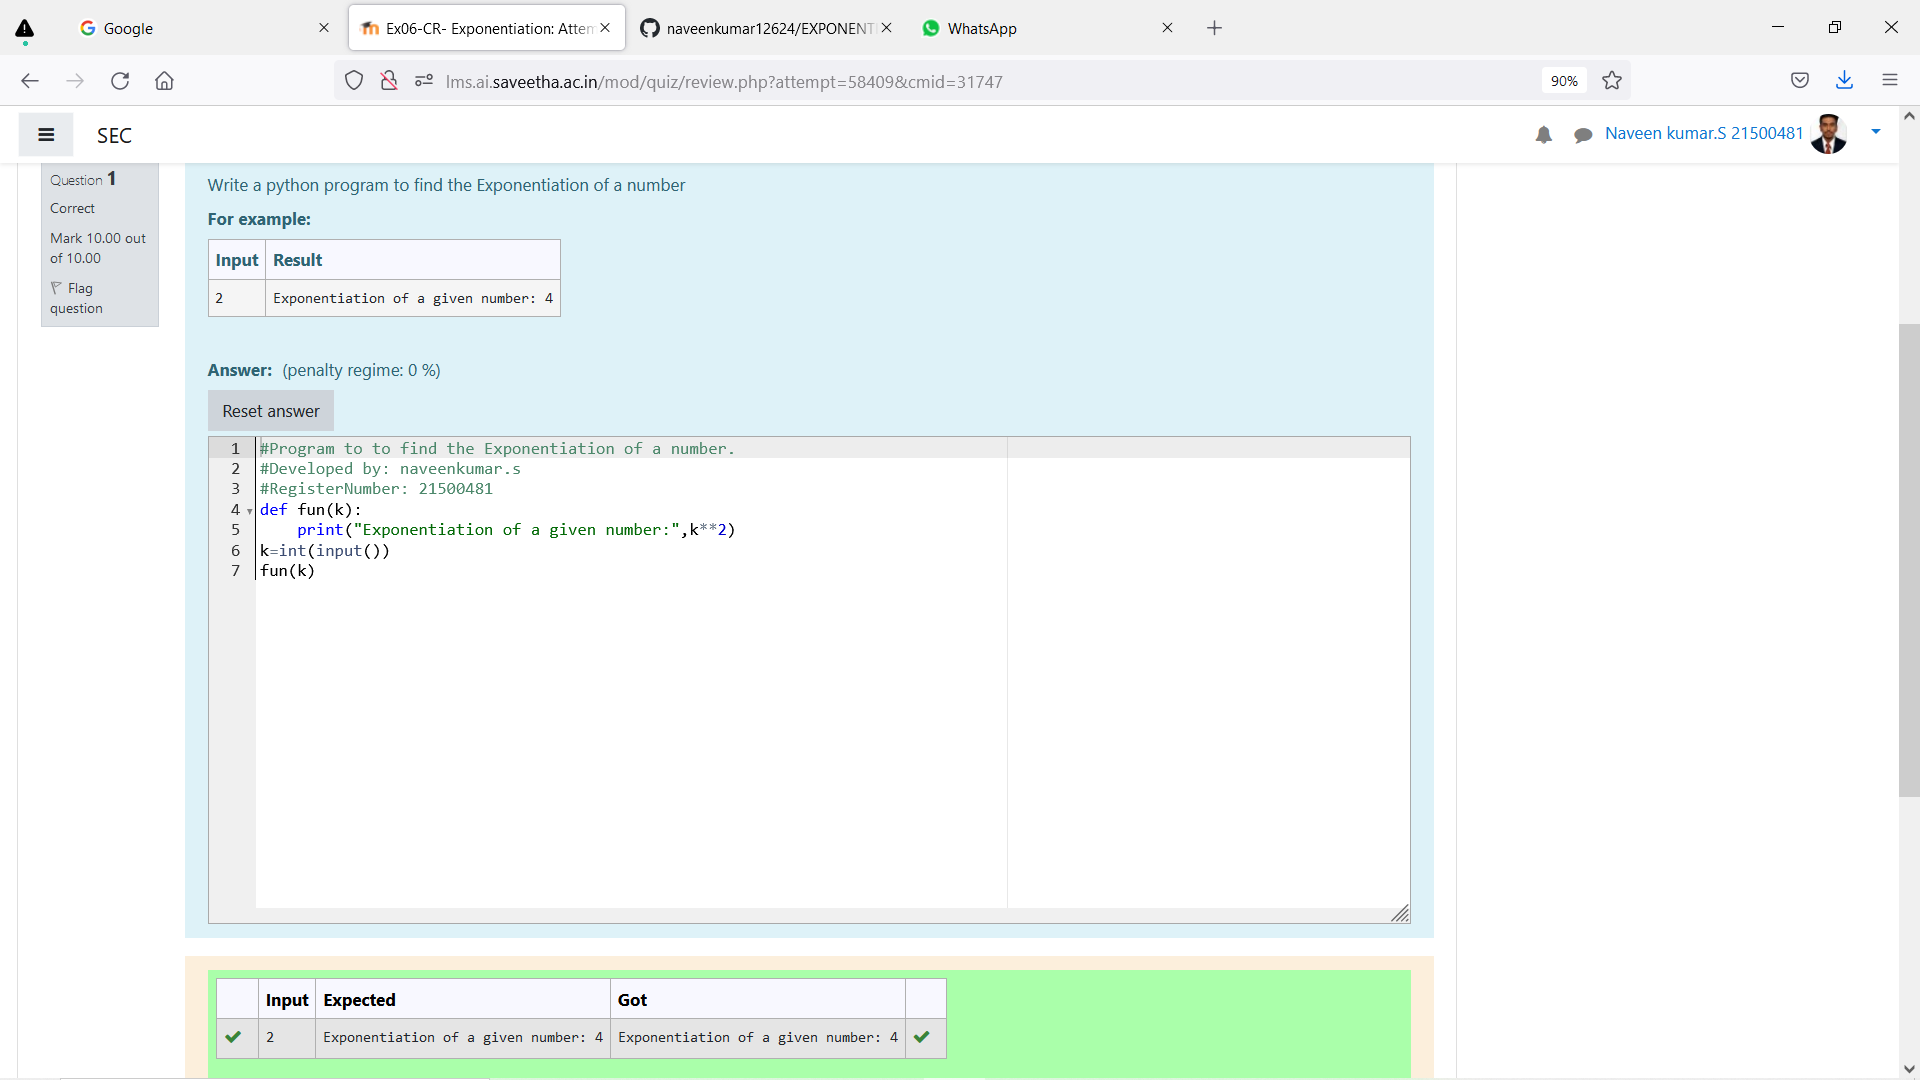 Google
Ex06-CR- Exponentiation: Atten
naveenkumar12624/EXPONENTI
WhatsApp
lms.ai.saveetha.ac.in/mod/quiz/review.php?attempt=58409&cmid=31747
90%
SEC
Naveen kumar.S 21500481
Question 1
Correct
Mark 10.00 out
of 10.00
Flag
question
Write a python program to find the Exponentiation of a number
For example:
Input Result
2 Exponentiation of a given number: 4
Answer: (penalty regime: 0 %)
Reset answer
1 #Program to to find the Exponentiation of a number.
2 #Developed by: naveenkumar.s
3 #RegisterNumber: 21500481
4 def fun(k):
5     print("Exponentiation of a given number:",k**2)
6 k=int(input())
7 fun(k)
Input Expected Got
2 Exponentiation of a given number: 4 Exponentiation of a given number: 4